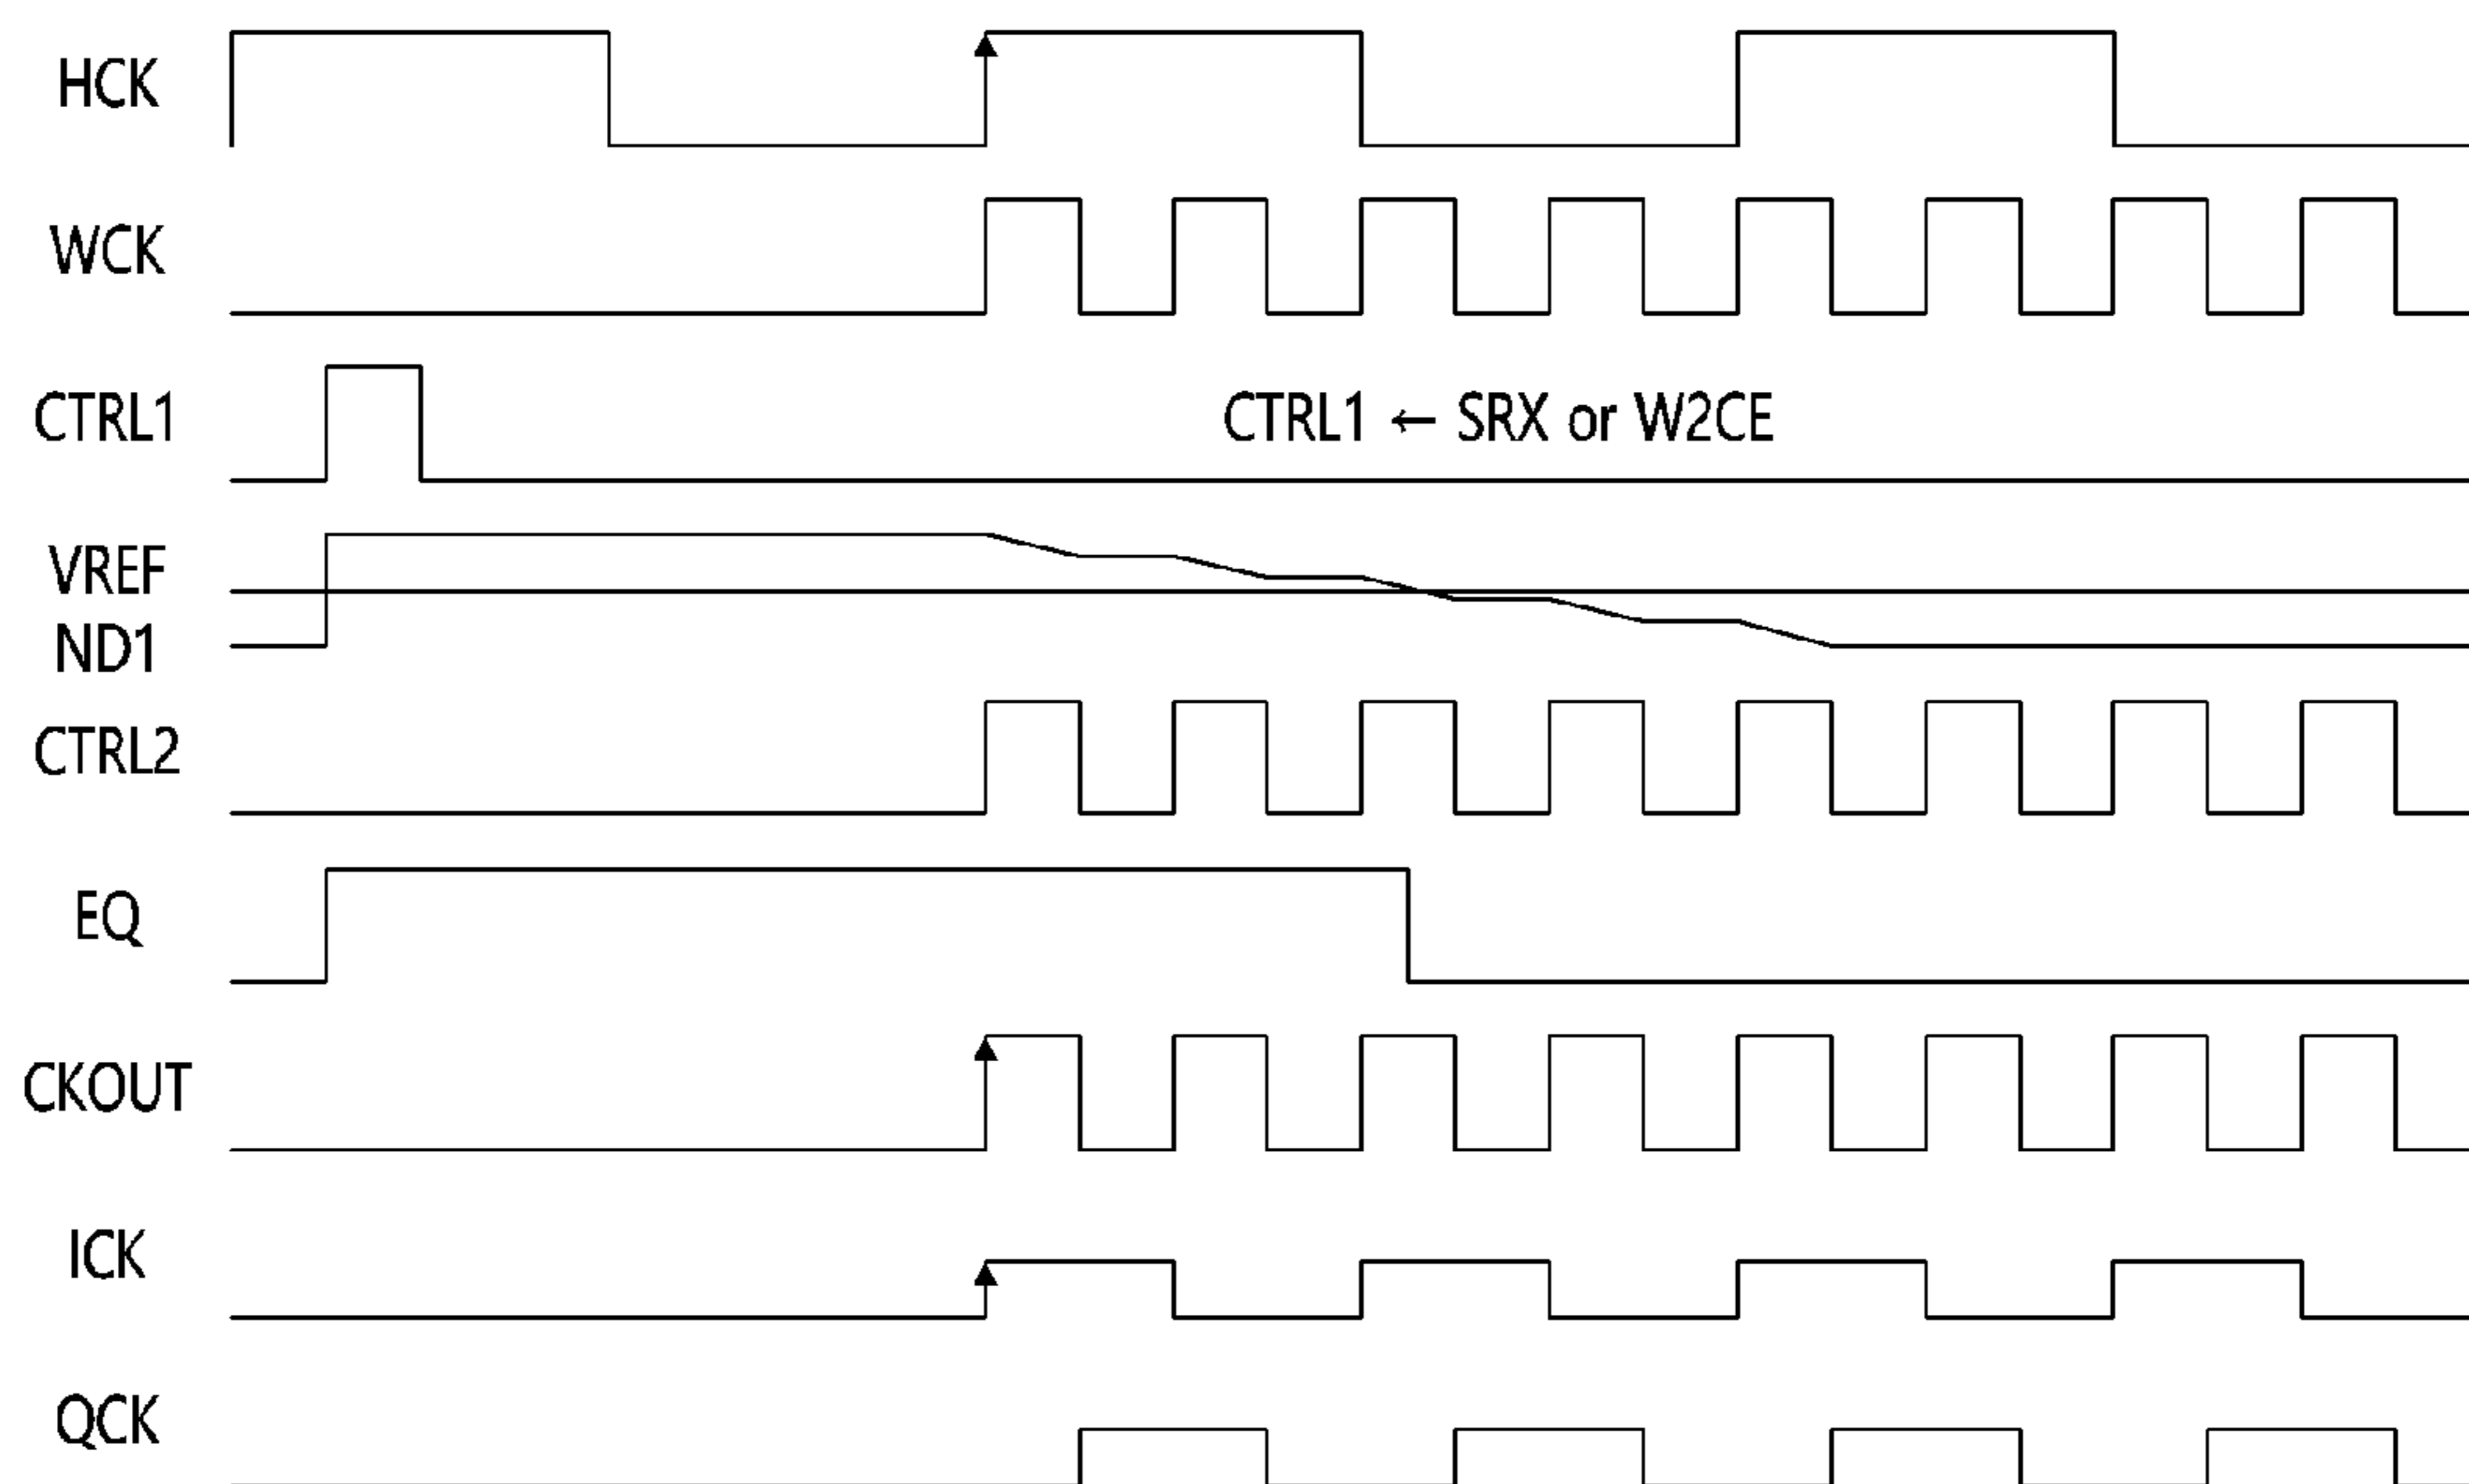 HCK
WCK
CTRL1
CTRL1 ← SRX or W2CE
VREF
ND1
CTRL2
EQ
CKOUT
ICK
QCK